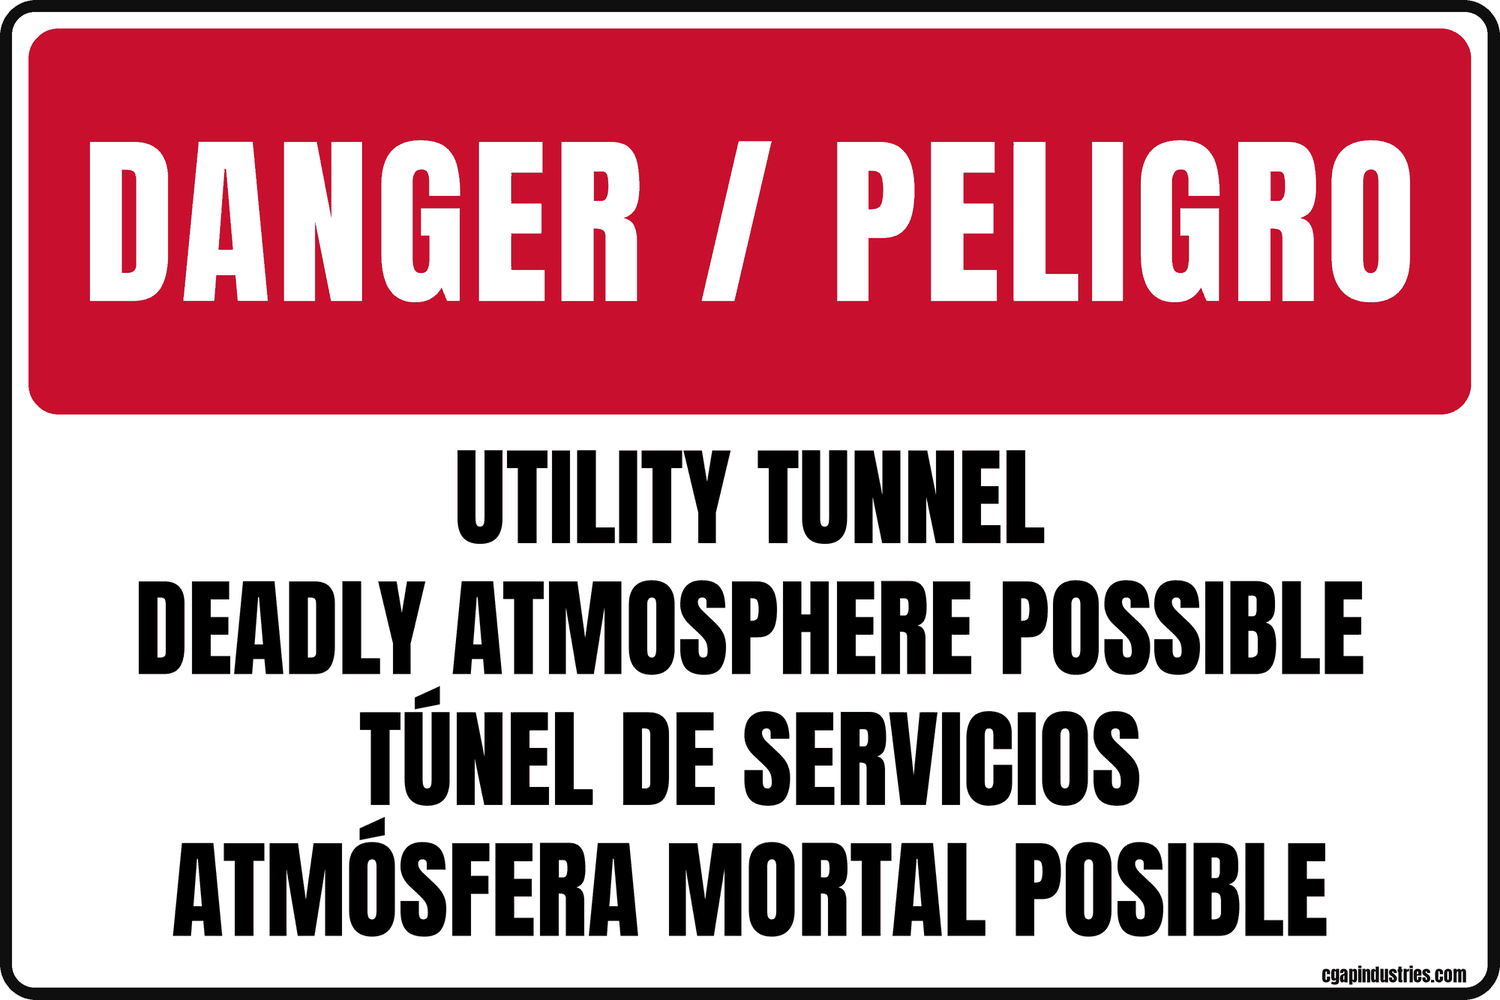 DANGER / PELIGRO
UTILITY TUNNEL
DEADLY ATMOSPHERE POSSIBLE
TÚNEL DE SERVICIOS
ATMÓSFERA MORTAL POSIBLE
cgapindustries.com